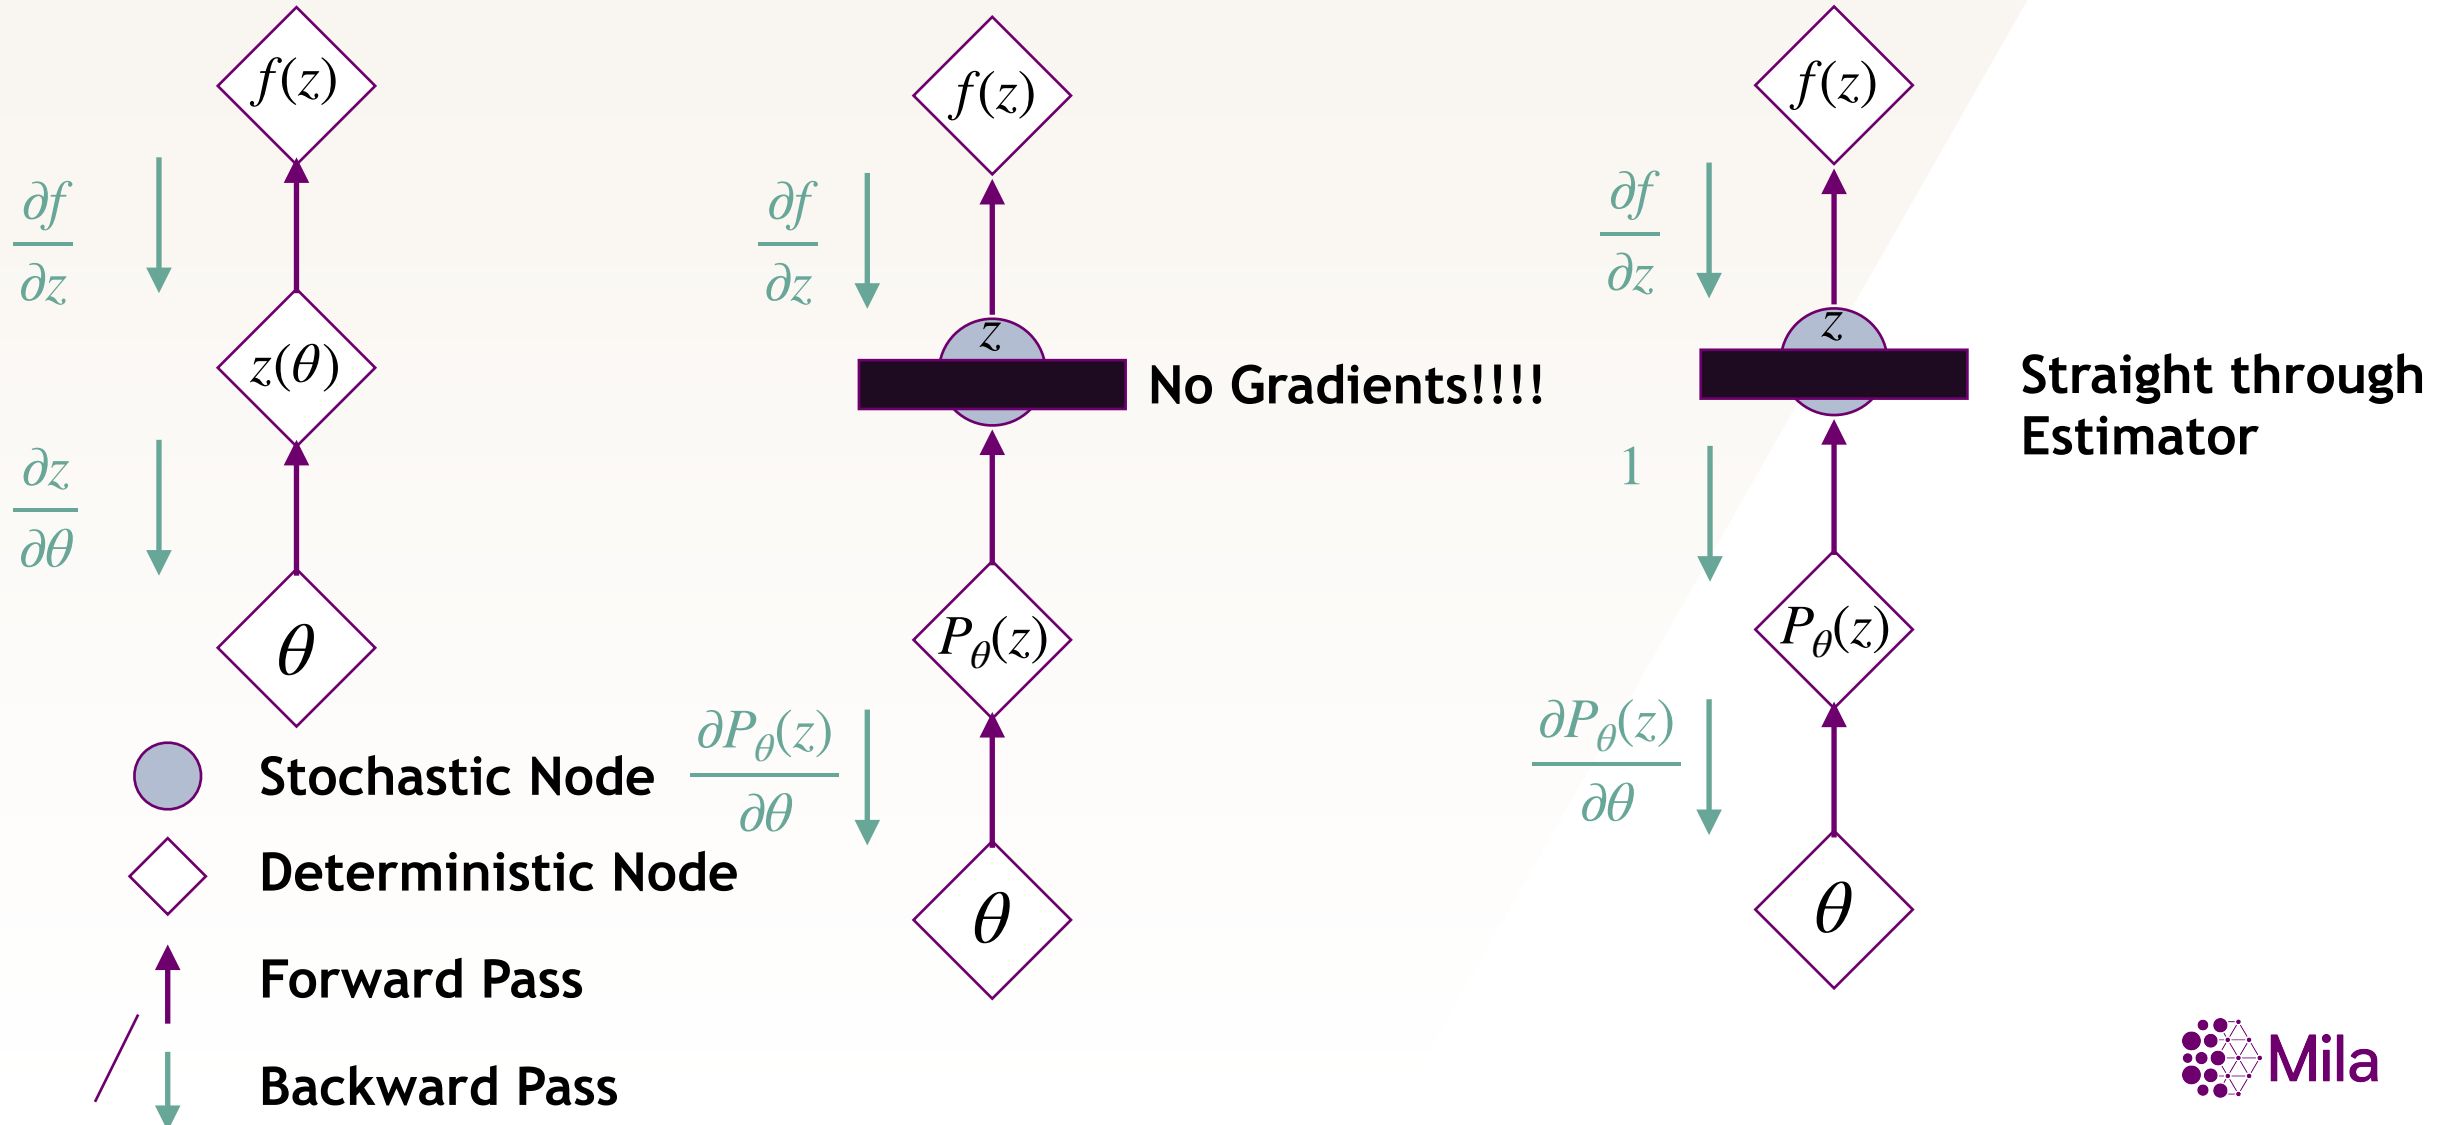 f(z)
∂f
∂z
z(θ)
∂z
∂θ
θ
Stochastic Node
Deterministic Node
Forward Pass
Backward Pass
f(z)
∂f
∂z
z
No Gradients!!!!
P_θ(z)
∂P_θ(z)
∂θ
θ
f(z)
∂f
∂z
z
Straight through
Estimator
1
P_θ(z)
∂P_θ(z)
∂θ
θ
Mila